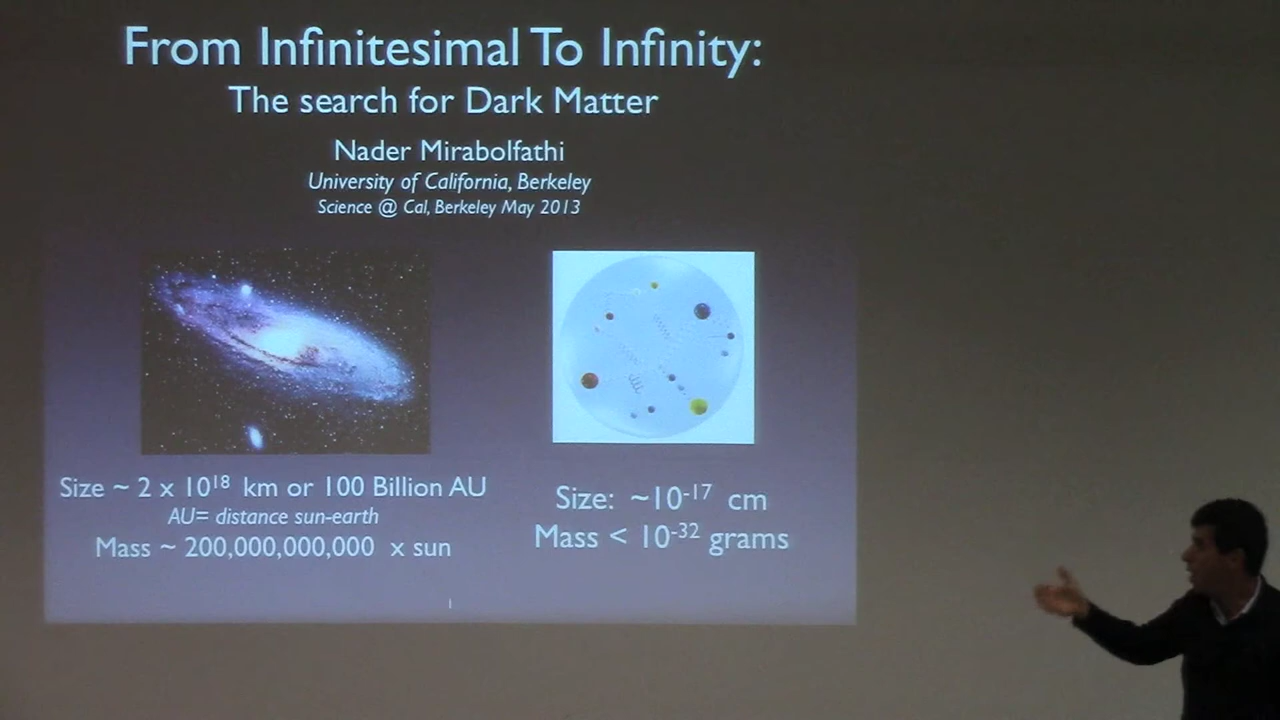 From Infinitesimal To Infinity:
The search for Dark Matter
Nader Mirabolfathi
University of California, Berkeley
Science @ Cal, Berkeley May 2013
Size ~ 2 x 10¹⁸ km or 100 Billion AU
AU= distance sun-earth
Mass ~ 200,000,000,000 x sun
Size: ~10⁻¹⁷ cm
Mass < 10⁻³² grams
1